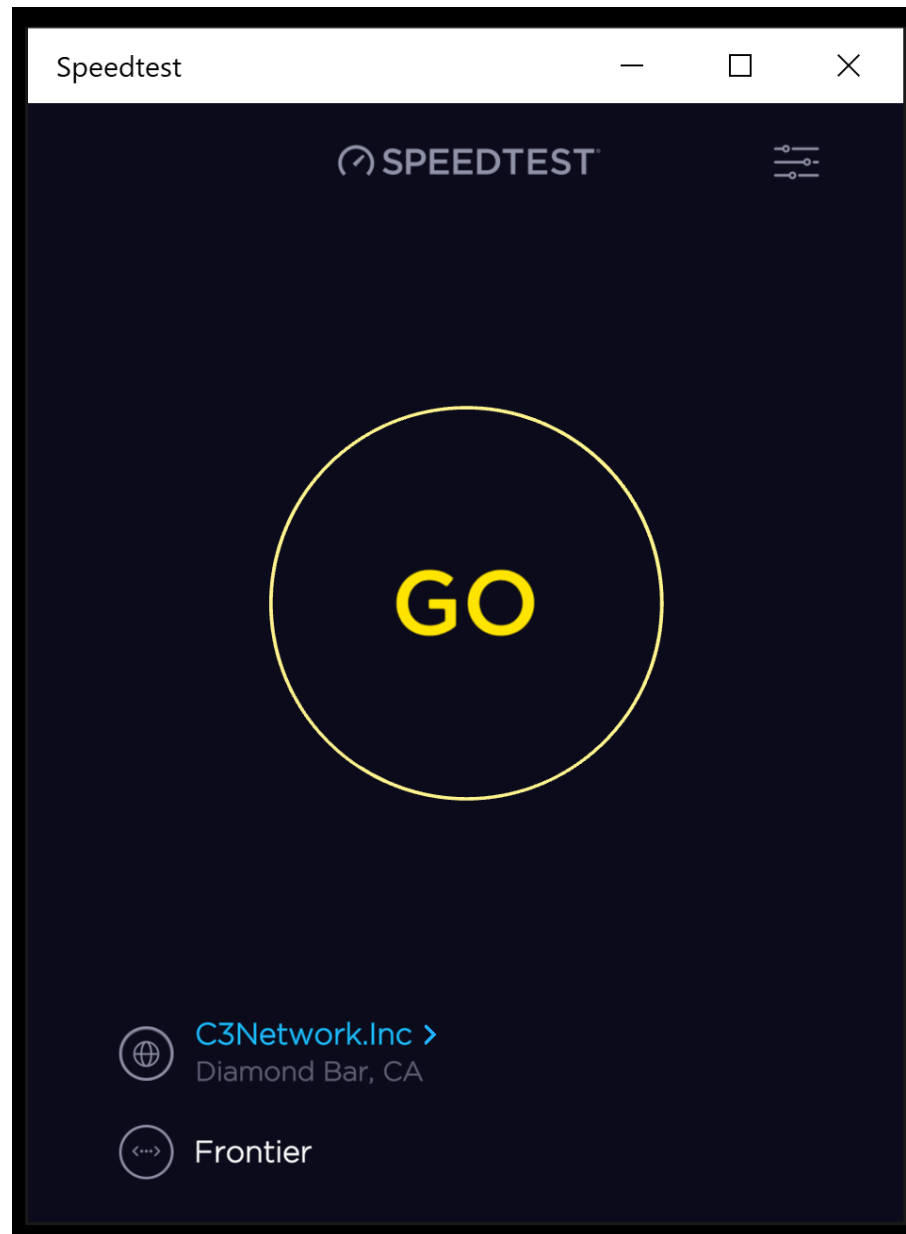 Speedtest
SPEEDTEST
GO
C3Network.Inc >
Diamond Bar, CA
Frontier